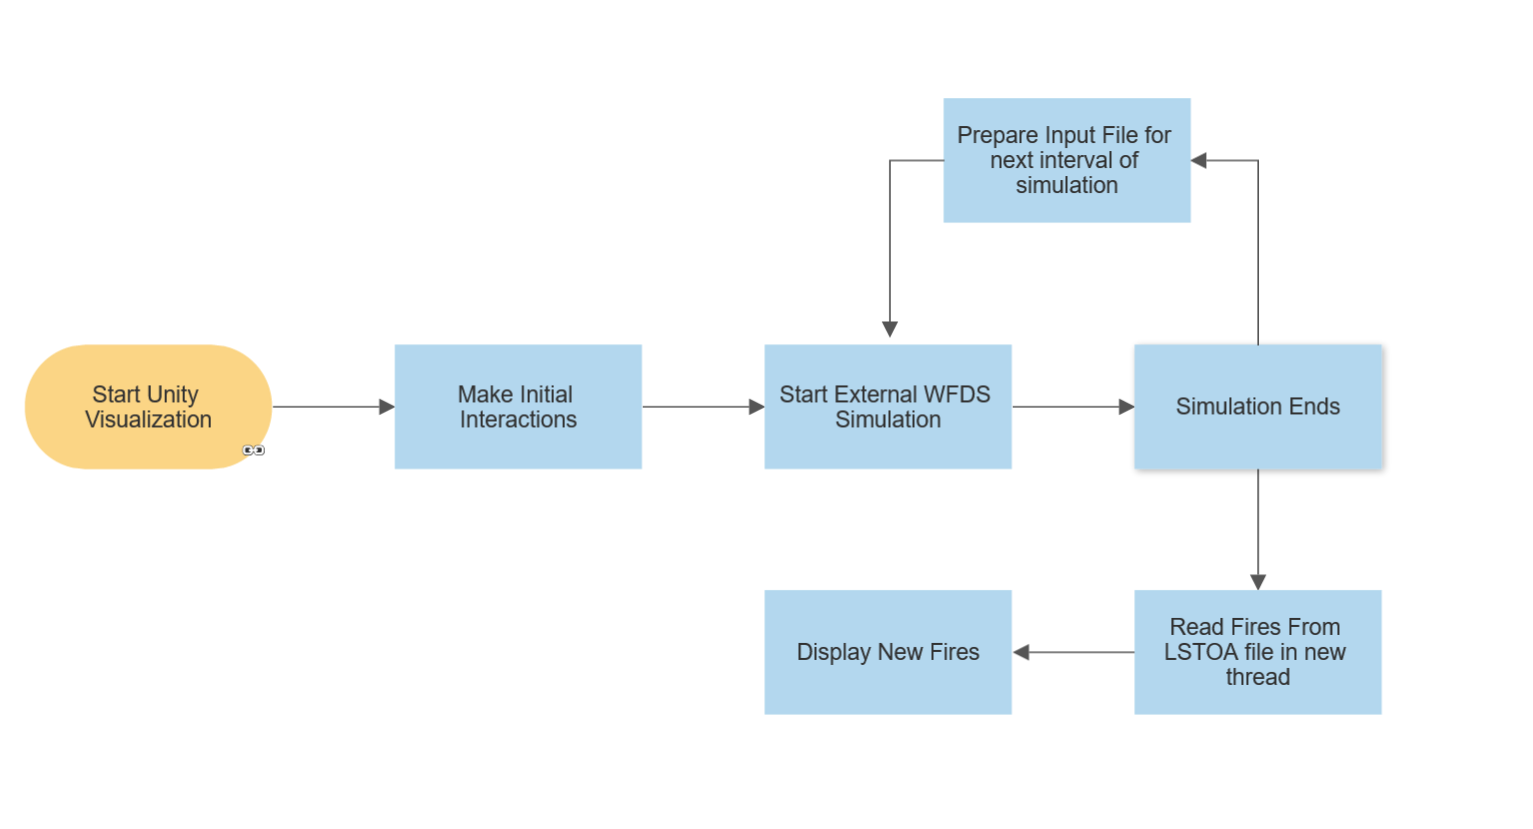 Prepare Input File for
next interval of
simulation
Start Unity
Visualization
Make Initial
Interactions
Start External WFDS
Simulation
Simulation Ends
Display New Fires
Read Fires From
LSTOA file in new
thread